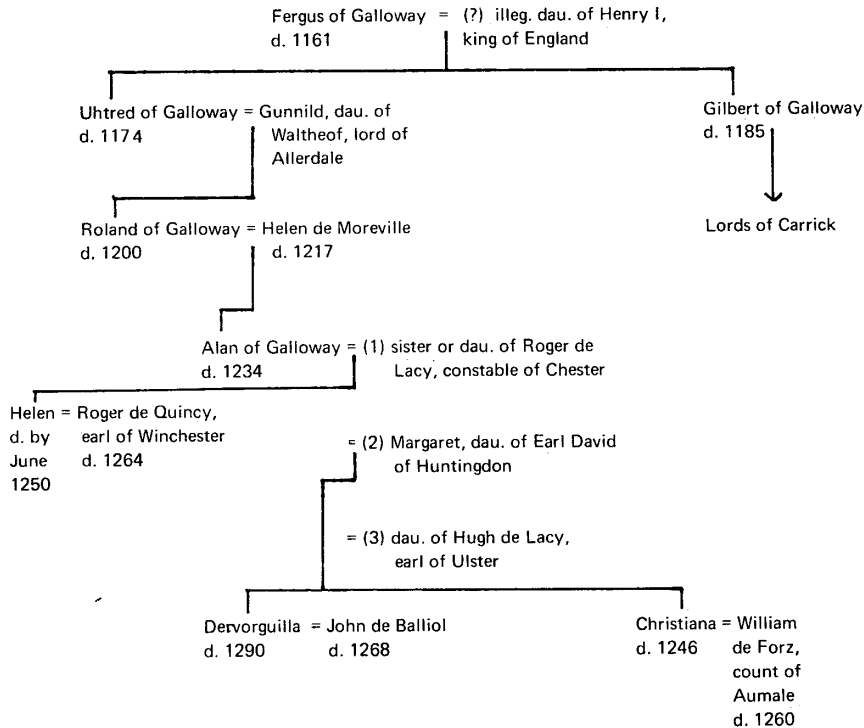 Fergus of Galloway = (?) illeg. dau. of Henry I,
d. 1161 king of England
Uhtred of Galloway = Gunnild, dau. of
d. 1174 Waltheof, lord of
Allerdale
Gilbert of Galloway
d. 1185
Roland of Galloway = Helen de Moreville
d. 1200 d. 1217
Lords of Carrick
Alan of Galloway = (1) sister or dau. of Roger de
d. 1234 Lacy, constable of Chester
Helen = Roger de Quincy,
d. by earl of Winchester
June d. 1264
1250
= (2) Margaret, dau. of Earl David
of Huntingdon
= (3) dau. of Hugh de Lacy,
earl of Ulster
Dervorguilla = John de Balliol
d. 1290 d. 1268
Christiana = William
d. 1246 de Forz,
count of
Aumale
d. 1260